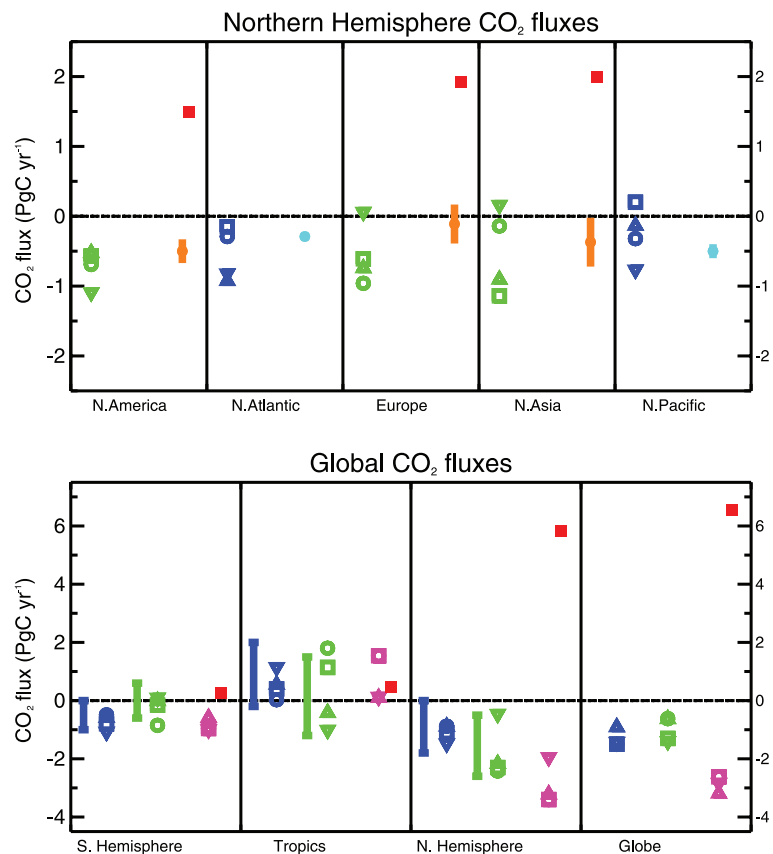 Northern Hemisphere CO₂ fluxes
2 2
1 1
0 0
-1 -1
-2 -2
CO₂ flux (PgC yr⁻¹)
N.America N.Atlantic Europe N.Asia N.Pacific
Global CO₂ fluxes
6 6
4 4
2 2
0 0
-2 -2
-4 -4
CO₂ flux (PgC yr⁻¹)
S. Hemisphere Tropics N. Hemisphere Globe